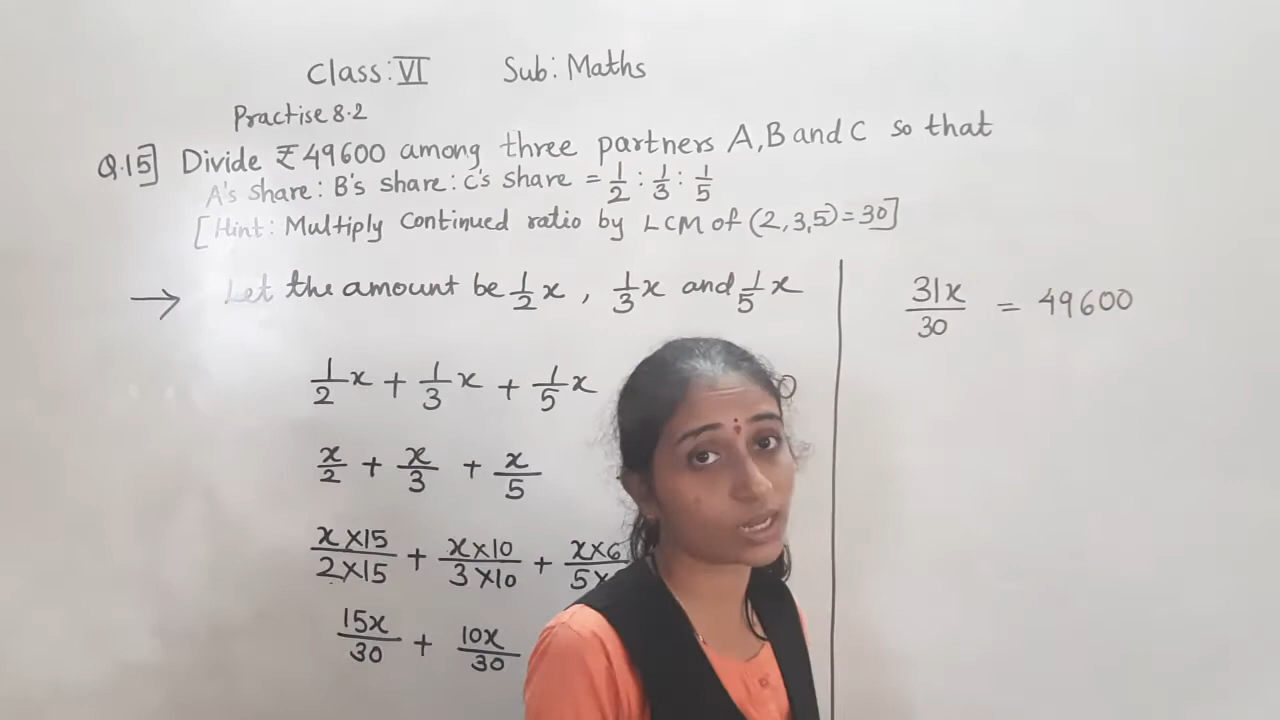 Class: VI Sub: Maths
Practise 8.2
Q.15] Divide ₹ 49600 among three partners A, B and C so that
A's share : B's share : C's share = 1/2 : 1/3 : 1/5
[Hint: Multiply Continued ratio by LCM of (2,3,5) = 30]
→ Let the amount be 1/2 x , 1/3 x and 1/5 x
1/2 x + 1/3 x + 1/5 x
x/2 + x/3 + x/5
x×15/2×15 + x×10/3×10 + x×6
15x/30 + 10x/30
31x/30 = 49600